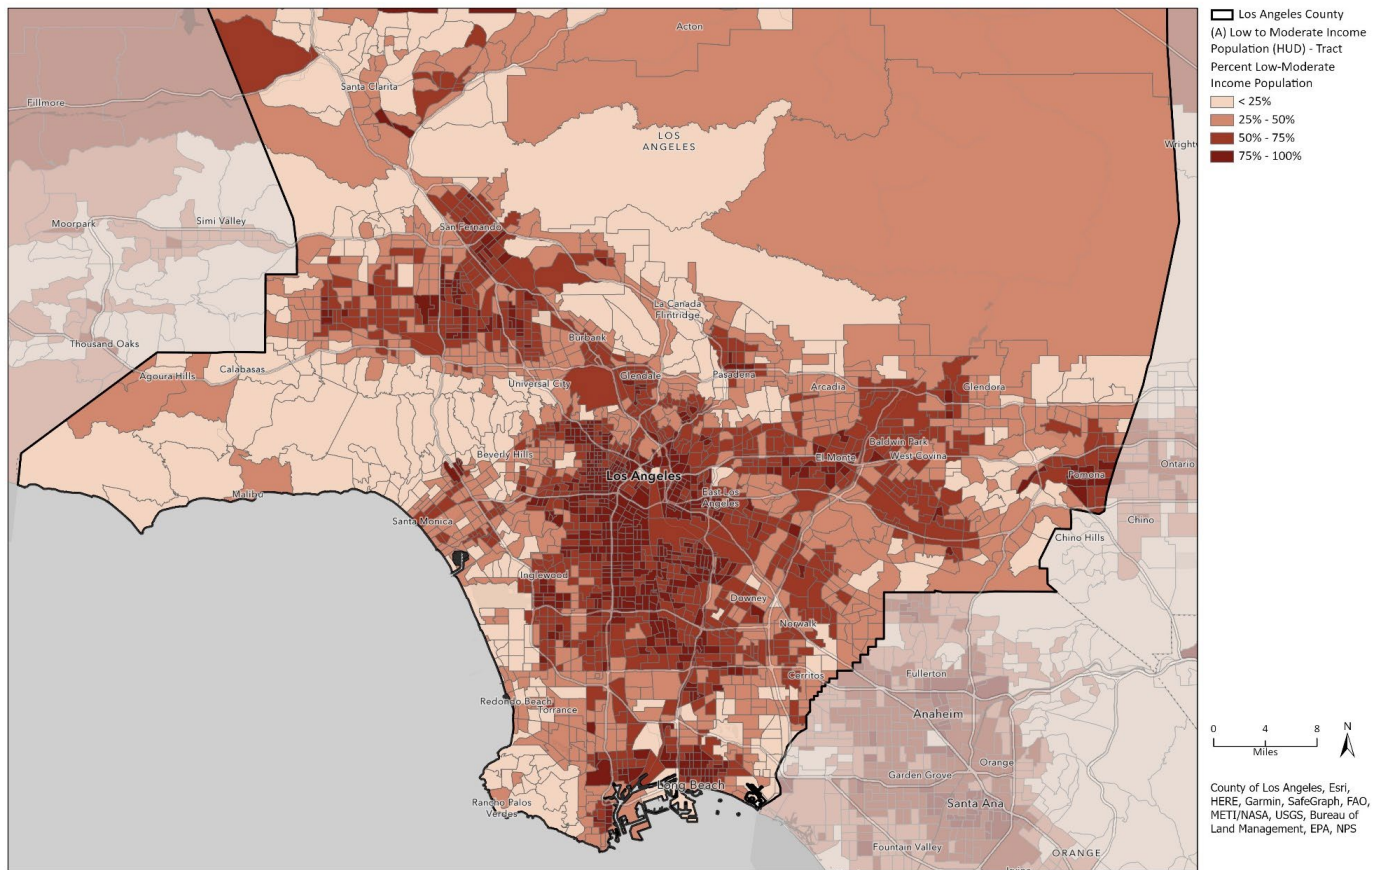 Acton
Santa Clarita
Fillmore
LOS
ANGELES
Simi Valley
Moorpark
San Fernando
La Canada
Flintridge
Burbank
Thousand Oaks
Agoura Hills
Calabasas
Universal City
Glendale
Pasadena
Arcadia
Glendora
Baldwin Park
West Covina
El Monte
Beverly Hills
Los Angeles
Pomona
Ontario
Malibu
East Los
Angeles
Santa Monica
Chino
Chino Hills
Inglewood
Downey
Norwalk
Cerritos
Fullerton
Redondo Beach
Torrance
Anaheim
Orange
Garden Grove
Long Beach
Rancho Palos
Verdes
Santa Ana
Fountain Valley
ORANGE
Los Angeles County
(A) Low to Moderate Income
Population (HUD) - Tract
Percent Low-Moderate
Income Population
< 25%
25% - 50%
50% - 75%
75% - 100%
0 4 8
Miles
N
County of Los Angeles, Esri,
HERE, Garmin, SafeGraph, FAO,
METI/NASA, USGS, Bureau of
Land Management, EPA, NPS